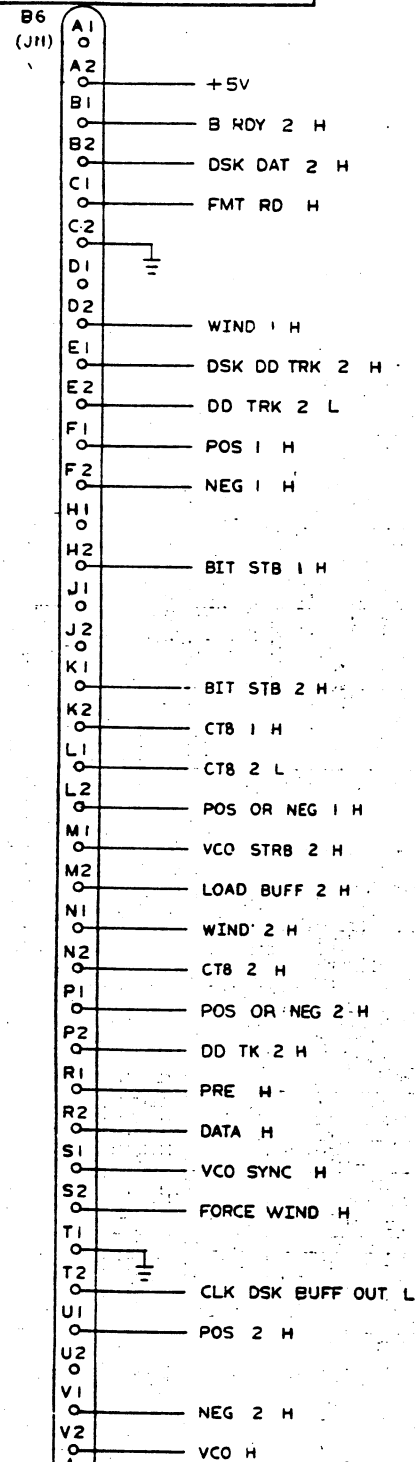 B6 A1
(J11)
A2 +5V
B1 B RDY 2 H
B2 DSK DAT 2 H
C1 FMT RD H
C2
D1
D2 WIND 1 H
E1 DSK DD TRK 2 H
E2 DD TRK 2 L
F1 POS 1 H
F2 NEG 1 H
H1
H2 BIT STB 1 H
J1
J2
K1 BIT STB 2 H
K2 CT8 1 H
L1 CT8 2 L
L2 POS OR NEG 1 H
M1 VCO STRB 2 H
M2 LOAD BUFF 2 H
N1 WIND 2 H
N2 CT8 2 H
P1 POS OR NEG 2 H
P2 DD TK 2 H
R1 PRE H
R2 DATA H
S1 VCO SYNC H
S2 FORCE WIND H
T1
T2 CLK DSK BUFF OUT L
U1 POS 2 H
U2
V1 NEG 2 H
V2 VCO H